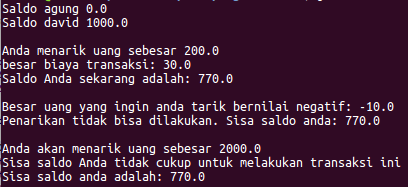 Saldo agung 0.0
Saldo david 1000.0
Anda menarik uang sebesar 200.0
besar biaya transaksi: 30.0
Saldo Anda sekarang adalah: 770.0
Besar uang yang ingin anda tarik bernilai negatif: -10.0
Penarikan tidak bisa dilakukan. Sisa saldo anda: 770.0
Anda akan menarik uang sebesar 2000.0
Sisa saldo Anda tidak cukup untuk melakukan transaksi ini
Sisa saldo anda adalah: 770.0